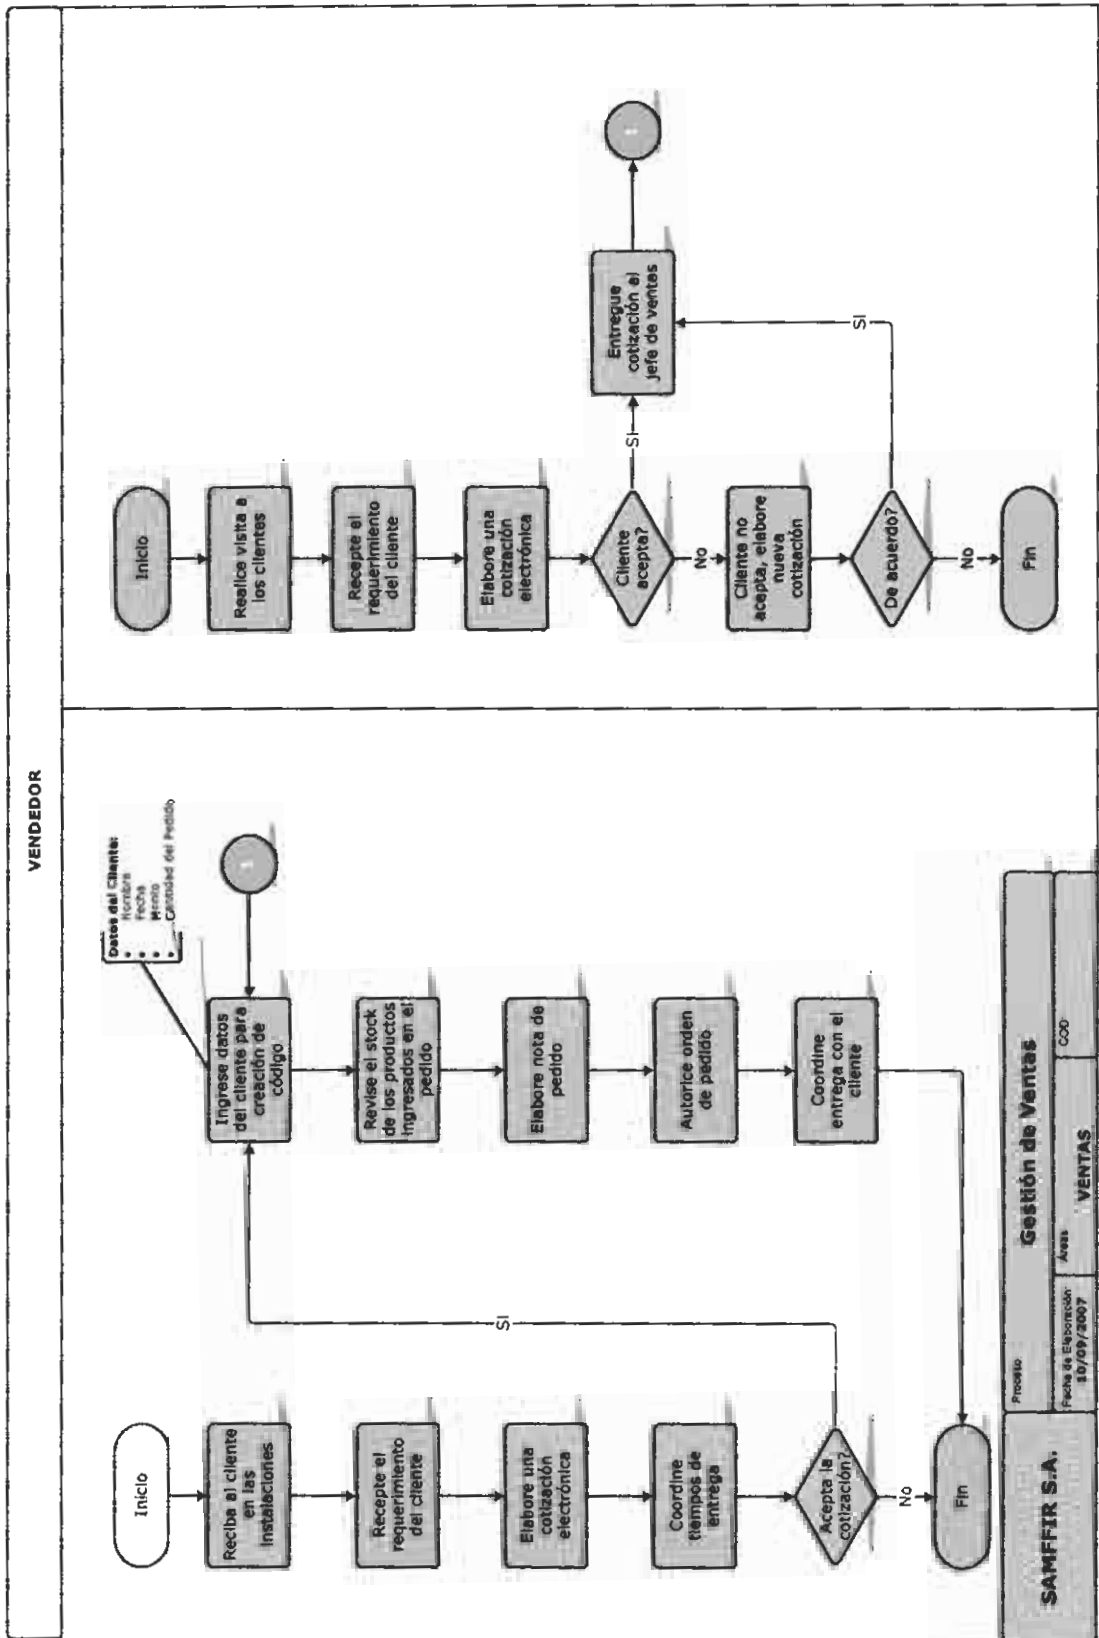 VENDEDOR
Inicio
Reciba al cliente
en las
instalaciones
Recepte el
requerimiento
del cliente
Elabore una
cotización
electrónica
Coordine
tiempos de
entrega
Acepta la
cotización?
No
SI
Fin
Datos del Cliente:
• Nombre
• Fecha
• Monto
• Cantidad del Pedido
Ingrese datos
del cliente para
creación de
código
Revise el stock
de los productos
ingresados en el
pedido
Elabore nota de
pedido
Autorice orden
de pedido
Coordine
entrega con el
cliente
Inicio
Realice visita a
los clientes
Recepte el
requerimiento
del cliente
Elabore una
cotización
electrónica
Cliente
acepta?
SI
No
Entregue
cotización al
jefe de ventas
Cliente no
acepta, elabore
nueva
cotización
De acuerdo?
SI
No
Fin
SAMFFIR S.A.
Proceso
Gestión de Ventas
Fecha de Elaboración
10/09/2007
Áreas
VENTAS
COD